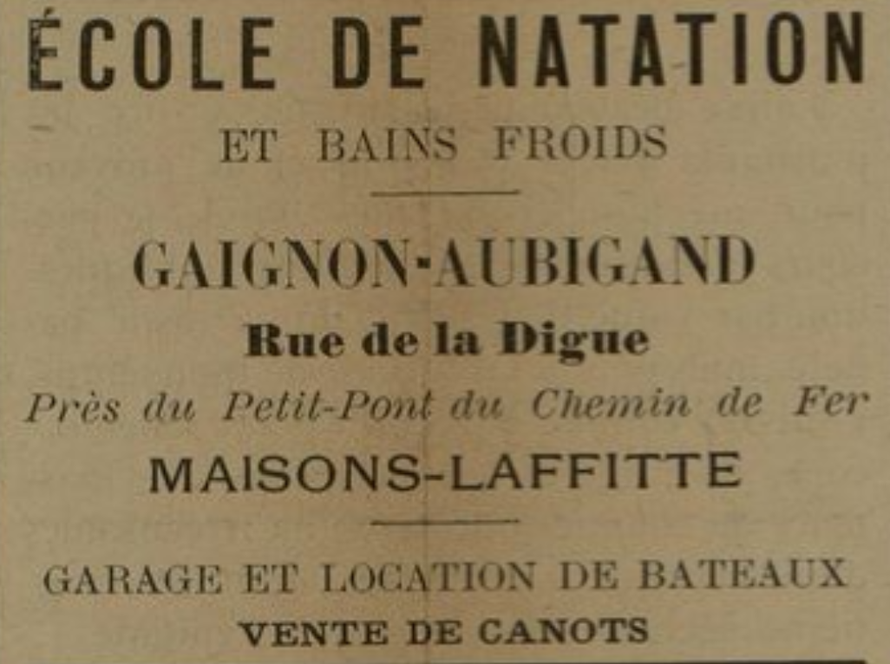 ÉCOLE DE NATATION
ET BAINS FROIDS
GAIGNON-AUBIGAND
Rue de la Digue
Près du Petit-Pont du Chemin de Fer
MAISONS-LAFFITTE
GARAGE ET LOCATION DE BATEAUX
VENTE DE CANOTS